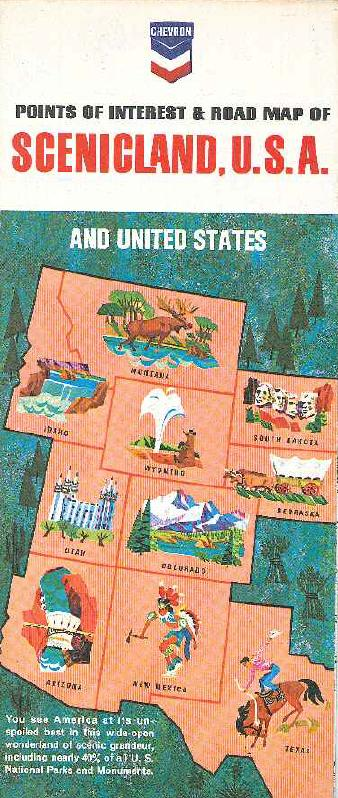 CHEVRON
POINTS OF INTEREST & ROAD MAP OF
SCENICLAND, U.S.A.
AND UNITED STATES
MONTANA
IDAHO
WYOMING
SOUTH DAKOTA
NEBRASKA
UTAH
COLORADO
ARIZONA
NEW MEXICO
TEXAS
You see America at its un-
spoiled best in this wide-open
wonderland of scenic grandeur,
including nearly 40% of all U. S.
National Parks and Monuments.